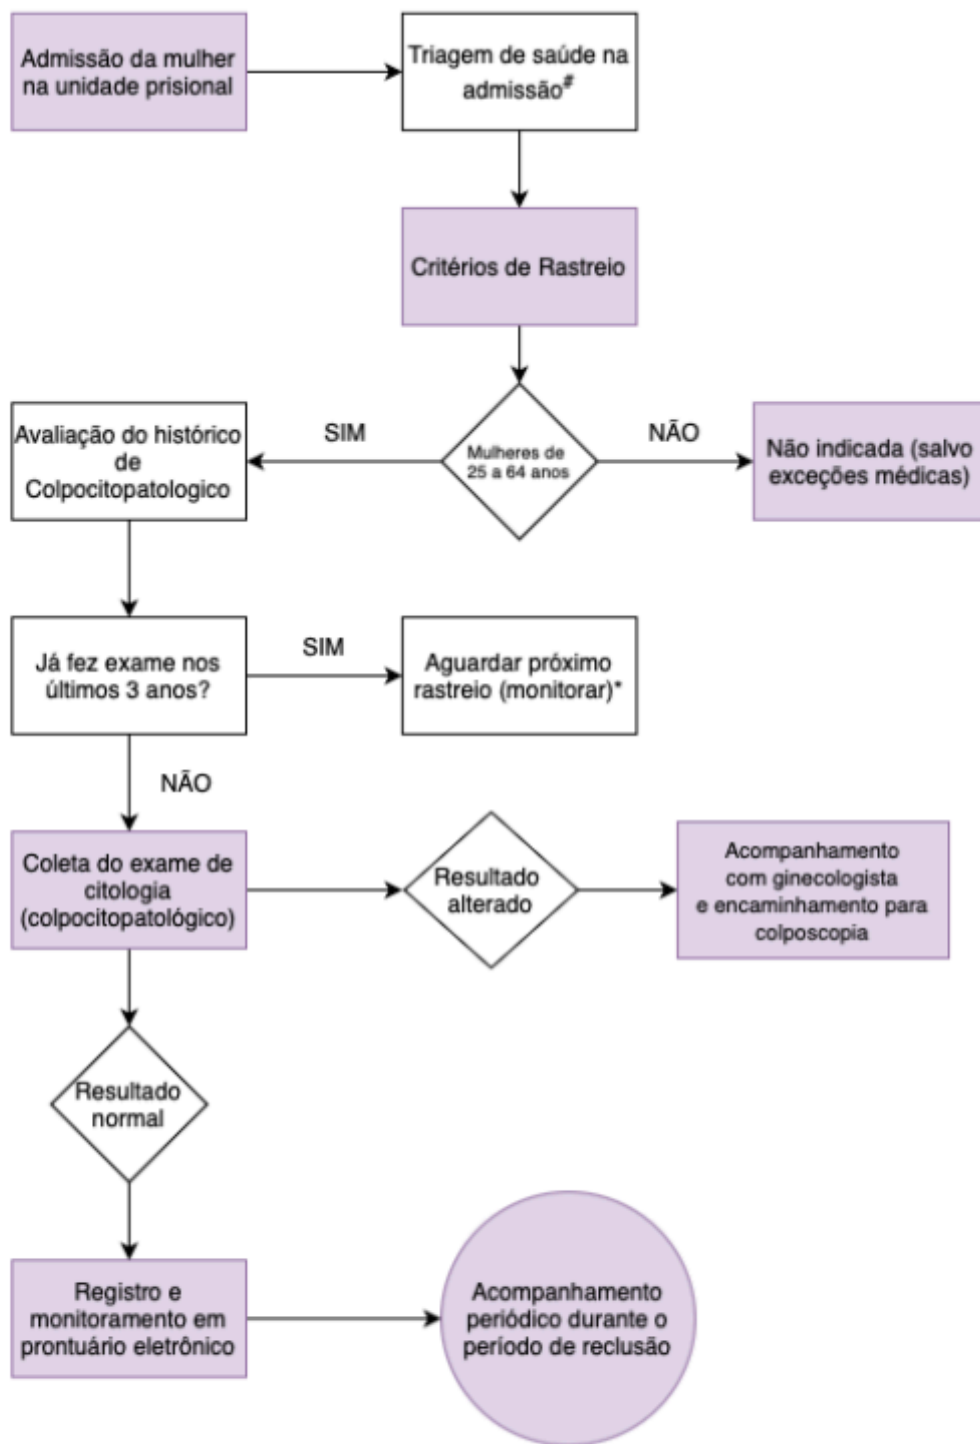 Admissão da mulher
na unidade prisional
Triagem de saúde na
admissão#
Critérios de Rastreio
Avaliação do histórico
de
Colpocitopatologico
SIM
Mulheres de
25 a 64 anos
NÃO
Não indicada (salvo
exceções médicas)
Já fez exame nos
últimos 3 anos?
SIM
Aguardar próximo
rastreio (monitorar)*
NÃO
Coleta do exame de
citologia
(colpocitopatológico)
Resultado
alterado
Acompanhamento
com ginecologista
e encaminhamento para
colposcopia
Resultado
normal
Registro e
monitoramento em
prontuário eletrônico
Acompanhamento
periódico durante o
período de reclusão